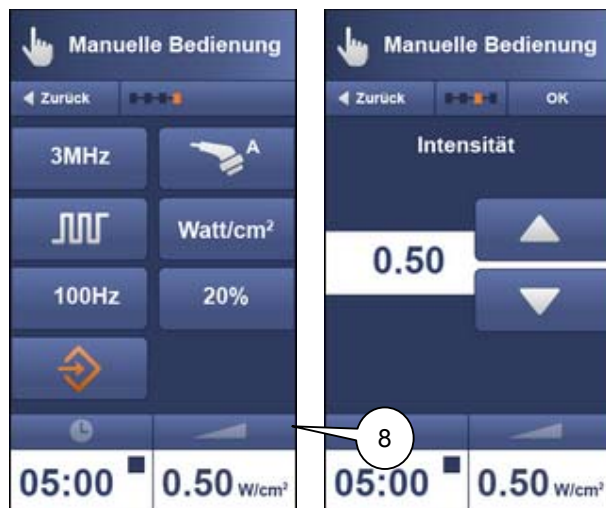 Manuelle Bedienung
Zurück
3MHz
A
Watt/cm²
100Hz
20%
05:00
0.50 W/cm²
8
Manuelle Bedienung
Zurück
OK
Intensität
0.50
05:00
0.50 W/cm²